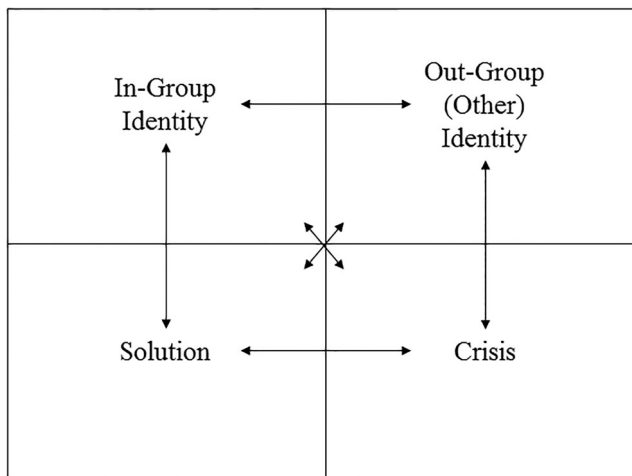 In-Group
Identity
Out-Group
(Other)
Identity
Solution
Crisis